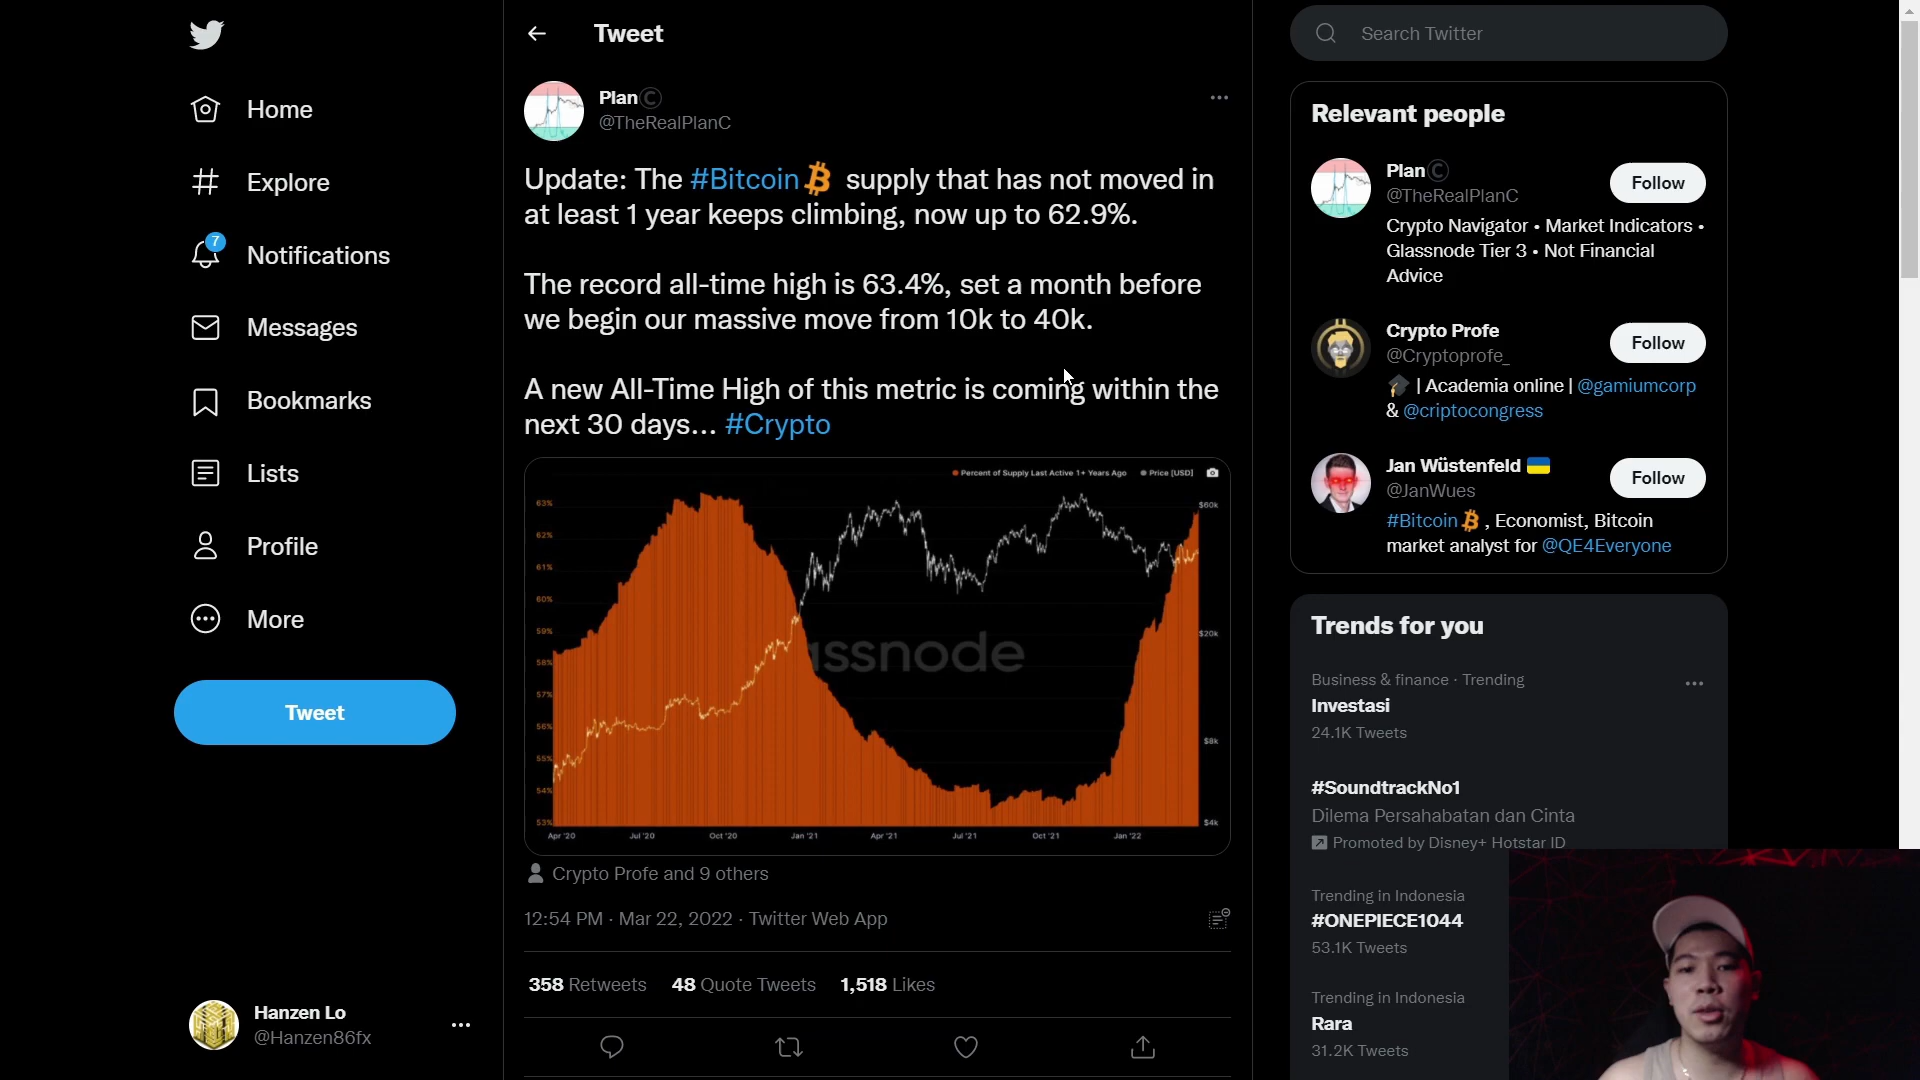 Home
Explore
7
Notifications
Messages
Bookmarks
Lists
Profile
More
Tweet
Hanzen Lo
@Hanzen86fx
Tweet
PlanⒸ
@TheRealPlanC
Update: The #Bitcoin supply that has not moved in
at least 1 year keeps climbing, now up to 62.9%.
The record all-time high is 63.4%, set a month before
we begin our massive move from 10k to 40k.
A new All-Time High of this metric is coming within the
next 30 days... #Crypto
Percent of Supply Last Active 1+ Years Ago Price [USD]
63%
62%
61%
60%
59%
58%
57%
56%
55%
54%
53%
$60k
$20k
$8k
$4k
assnode
Apr '20 Jul '20 Oct '20 Jan '21 Apr '21 Jul '21 Oct '21 Jan '22
Crypto Profe and 9 others
12:54 PM · Mar 22, 2022 · Twitter Web App
358 Retweets 48 Quote Tweets 1,518 Likes
Search Twitter
Relevant people
PlanⒸ
@TheRealPlanC
Follow
Crypto Navigator • Market Indicators •
Glassnode Tier 3 • Not Financial
Advice
Crypto Profe
@Cryptoprofe_
Follow
| Academia online | @gamiumcorp
& @criptocongress
Jan Wüstenfeld
@JanWues
Follow
#Bitcoin , Economist, Bitcoin
market analyst for @QE4Everyone
Trends for you
Business & finance · Trending
Investasi
24.1K Tweets
#SoundtrackNo1
Dilema Persahabatan dan Cinta
Promoted by Disney+ Hotstar ID
Trending in Indonesia
#ONEPIECE1044
53.1K Tweets
Trending in Indonesia
Rara
31.2K Tweets